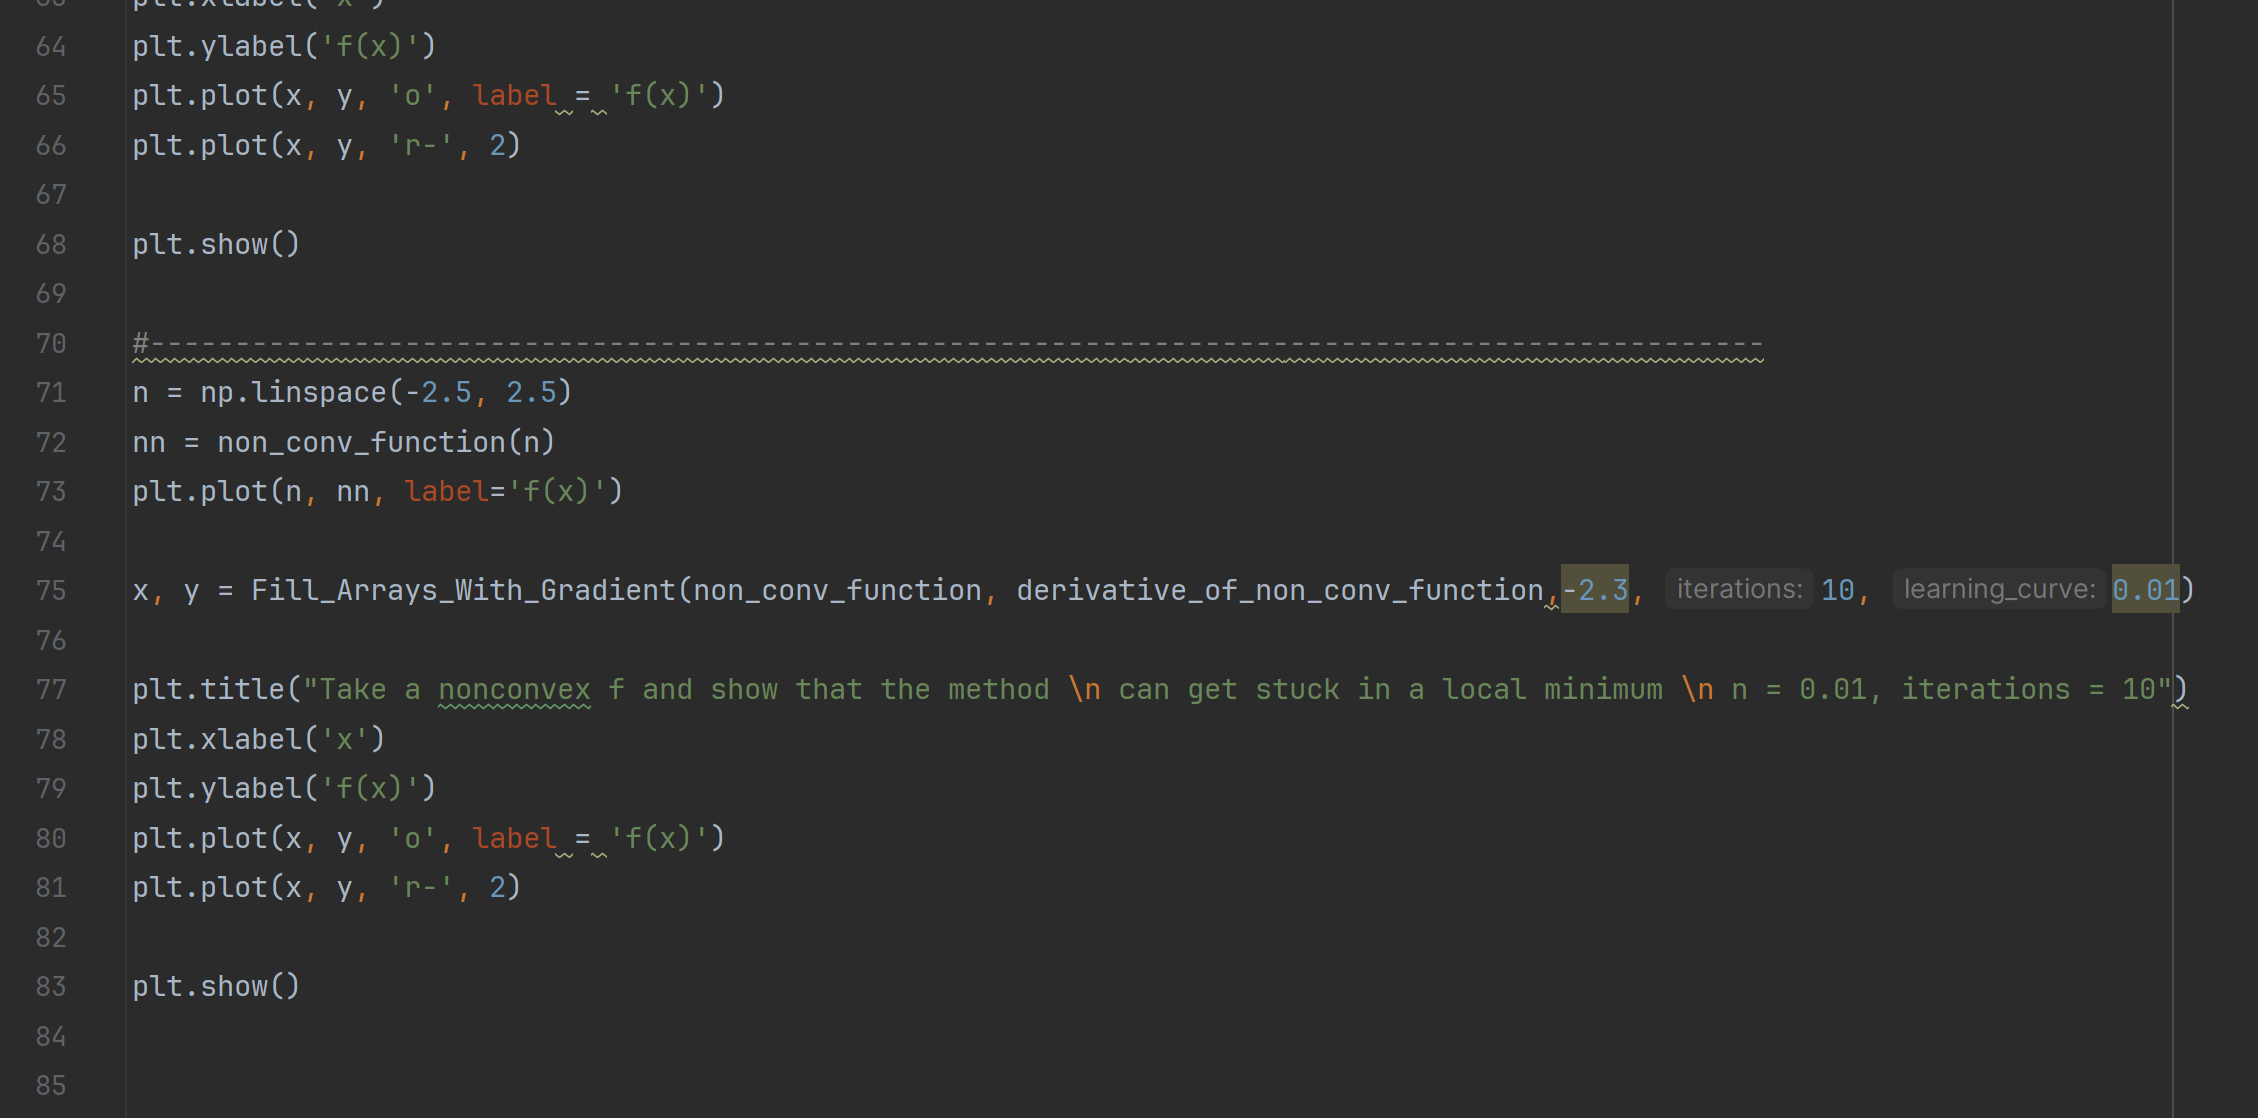 plt.xlabel('x')
64 plt.ylabel('f(x)')
65 plt.plot(x, y, 'o', label = 'f(x)')
66 plt.plot(x, y, 'r-', 2)
67
68 plt.show()
69
70 #-----------------------------------------------------------------------------------------------
71 n = np.linspace(-2.5, 2.5)
72 nn = non_conv_function(n)
73 plt.plot(n, nn, label='f(x)')
74
75 x, y = Fill_Arrays_With_Gradient(non_conv_function, derivative_of_non_conv_function,-2.3, iterations: 10, learning_curve: 0.01)
76
77 plt.title("Take a nonconvex f and show that the method \n can get stuck in a local minimum \n n = 0.01, iterations = 10")
78 plt.xlabel('x')
79 plt.ylabel('f(x)')
80 plt.plot(x, y, 'o', label = 'f(x)')
81 plt.plot(x, y, 'r-', 2)
82
83 plt.show()
84
85